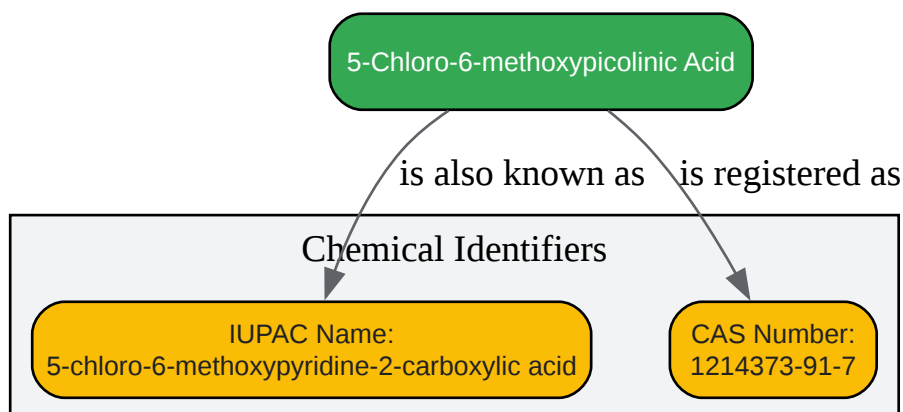 5-Chloro-6-methoxypicolinic Acid
is also known as
is registered as
Chemical Identifiers
IUPAC Name:
5-chloro-6-methoxypyridine-2-carboxylic acid
CAS Number:
1214373-91-7